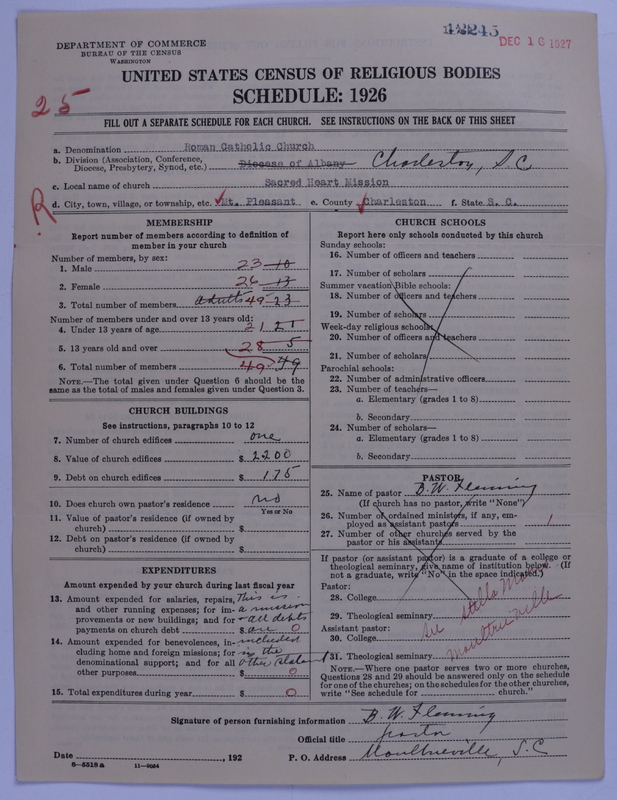 12245
DEC 16 1927
DEPARTMENT OF COMMERCE
BUREAU OF THE CENSUS
WASHINGTON
UNITED STATES CENSUS OF RELIGIOUS BODIES
SCHEDULE: 1926
25
FILL OUT A SEPARATE SCHEDULE FOR EACH CHURCH. SEE INSTRUCTIONS ON THE BACK OF THIS SHEET
a. Denomination Roman Catholic Church
b. Division (Association, Conference, Diocese, Presbytery, Synod, etc.) Diocese of Albany Charleston, S.C
c. Local name of church Sacred Heart Mission
d. City, town, village, or township, etc. Mt. Pleasant e. County Charleston f. State S. C.
R
MEMBERSHIP
Report number of members according to definition of
member in your church
Number of members, by sex:
1. Male 23 10
2. Female 26 13
3. Total number of members adults 49 23
Number of members under and over 13 years old:
4. Under 13 years of age 21 21
5. 13 years old and over 28 5
6. Total number of members 49 49
NOTE.—The total given under Question 6 should be the
same as the total of males and females given under Question 3.
CHURCH BUILDINGS
See instructions, paragraphs 10 to 12
7. Number of church edifices one
8. Value of church edifices $ 2200
9. Debt on church edifices $ 175
10. Does church own pastor's residence no
Yes or No
11. Value of pastor's residence (if owned by
church) $
12. Debt on pastor's residence (if owned by
church) $
EXPENDITURES
Amount expended by your church during last fiscal year
13. Amount expended for salaries, repairs, This is
and other running expenses; for im- a mission
provements or new buildings; and for all debts
payments on church debt $ are 0
14. Amount expended for benevolences, in- included
cluding home and foreign missions; for in the
denominational support; and for all other
other purposes $ 0
15. Total expenditures during year $ 0
CHURCH SCHOOLS
Report here only schools conducted by this church
Sunday schools:
16. Number of officers and teachers
17. Number of scholars
Summer vacation Bible schools:
18. Number of officers and teachers
19. Number of scholars
Week-day religious schools:
20. Number of officers and teachers
21. Number of scholars
Parochial schools:
22. Number of administrative officers
23. Number of teachers—
a. Elementary (grades 1 to 8)
b. Secondary
24. Number of scholars—
a. Elementary (grades 1 to 8)
b. Secondary
PASTOR
25. Name of pastor B. W. Fleming
(If church has no pastor, write "None")
26. Number of ordained ministers, if any, em-
ployed as assistant pastors 1
27. Number of other churches served by the
pastor or his assistants
If pastor (or assistant pastor) is a graduate of a college or
theological seminary, give name of institution below. (If
not a graduate, write "No" in the space indicated.)
Pastor:
28. College
29. Theological seminary
Assistant pastor:
30. College
31. Theological seminary
See Stella
Moultrieville
NOTE.—Where one pastor serves two or more churches,
Questions 28 and 29 should be answered only on the schedule
for one of the churches; on the schedules for the other churches,
write "See schedule for church."
Signature of person furnishing information B. W. Fleming
Official title Pastor
Date , 192 P. O. Address Moultrieville, S.C
8—5518a 11—9024